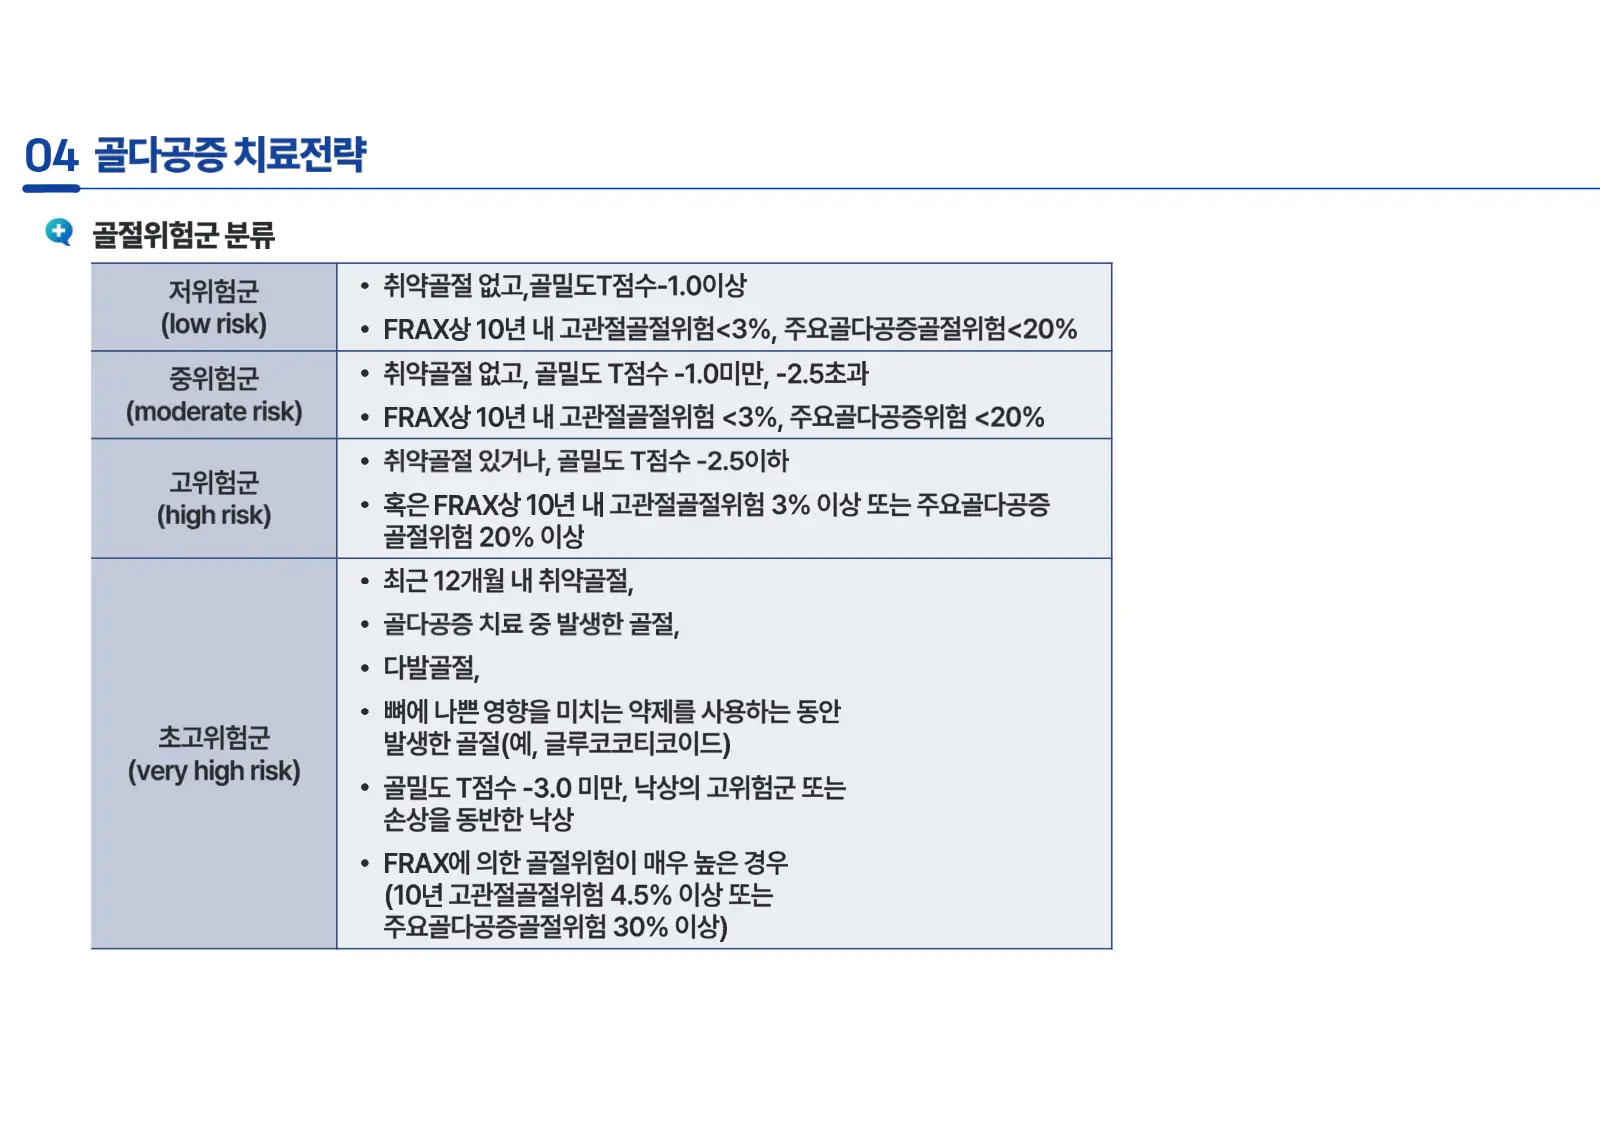 04 골다공증 치료전략
골절위험군 분류
저위험군
(low risk)
• 취약골절 없고,골밀도T점수-1.0이상
• FRAX상 10년 내 고관절골절위험<3%, 주요골다공증골절위험<20%
중위험군
(moderate risk)
• 취약골절 없고, 골밀도 T점수 -1.0미만, -2.5초과
• FRAX상 10년 내 고관절골절위험 <3%, 주요골다공증위험 <20%
고위험군
(high risk)
• 취약골절 있거나, 골밀도 T점수 -2.5이하
• 혹은 FRAX상 10년 내 고관절골절위험 3% 이상 또는 주요골다공증
골절위험 20% 이상
초고위험군
(very high risk)
• 최근 12개월 내 취약골절,
• 골다공증 치료 중 발생한 골절,
• 다발골절,
• 뼈에 나쁜 영향을 미치는 약제를 사용하는 동안
발생한 골절(예, 글루코코티코이드)
• 골밀도 T점수 -3.0 미만, 낙상의 고위험군 또는
손상을 동반한 낙상
• FRAX에 의한 골절위험이 매우 높은 경우
(10년 고관절골절위험 4.5% 이상 또는
주요골다공증골절위험 30% 이상)